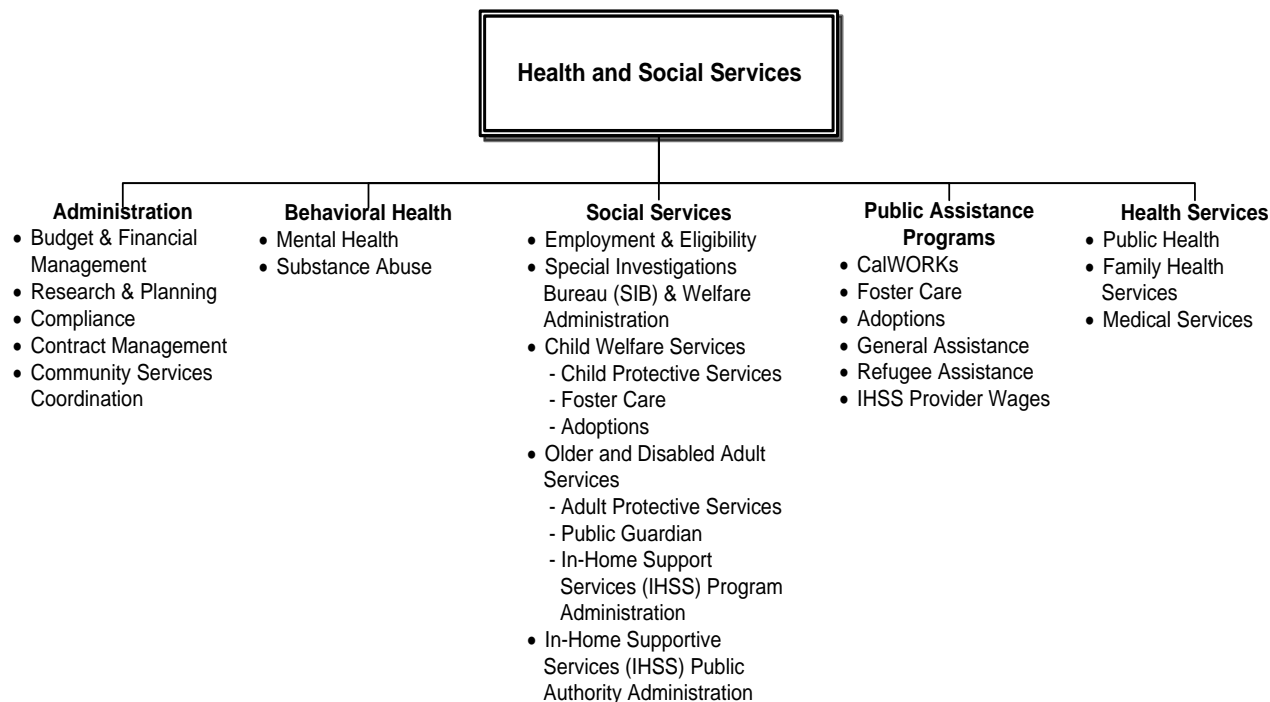 Health and Social Services
Administration
• Budget & Financial
Management
• Research & Planning
• Compliance
• Contract Management
• Community Services
Coordination
Behavioral Health
• Mental Health
• Substance Abuse
Social Services
• Employment & Eligibility
• Special Investigations
Bureau (SIB) & Welfare
Administration
• Child Welfare Services
- Child Protective Services
- Foster Care
- Adoptions
• Older and Disabled Adult
Services
- Adult Protective Services
- Public Guardian
- In-Home Support
Services (IHSS) Program
Administration
• In-Home Supportive
Services (IHSS) Public
Authority Administration
Public Assistance
Programs
• CalWORKs
• Foster Care
• Adoptions
• General Assistance
• Refugee Assistance
• IHSS Provider Wages
Health Services
• Public Health
• Family Health
Services
• Medical Services